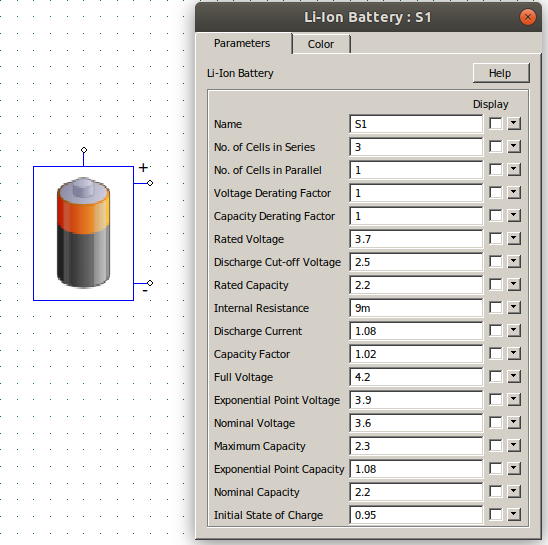 Li-Ion Battery : S1
Parameters Color
Li-Ion Battery Help
Display
Name S1
No. of Cells in Series 3
No. of Cells in Parallel 1
Voltage Derating Factor 1
Capacity Derating Factor 1
Rated Voltage 3.7
Discharge Cut-off Voltage 2.5
Rated Capacity 2.2
Internal Resistance 9m
Discharge Current 1.08
Capacity Factor 1.02
Full Voltage 4.2
Exponential Point Voltage 3.9
Nominal Voltage 3.6
Maximum Capacity 2.3
Exponential Point Capacity 1.08
Nominal Capacity 2.2
Initial State of Charge 0.95
+
-